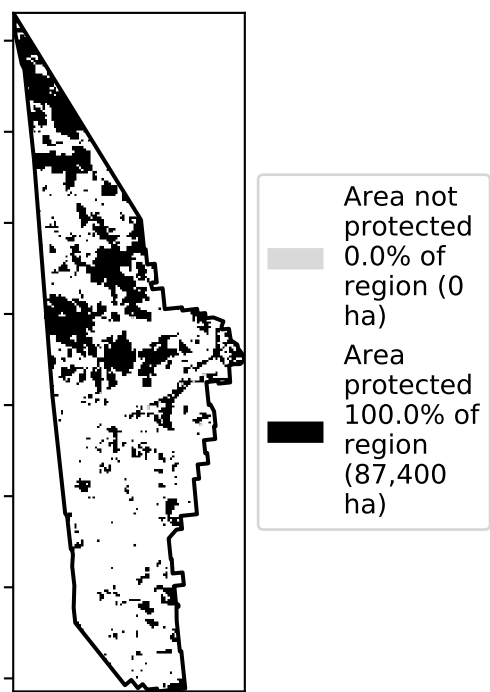 Area not
protected
0.0% of
region (0
ha)
Area
protected
100.0% of
region
(87,400
ha)